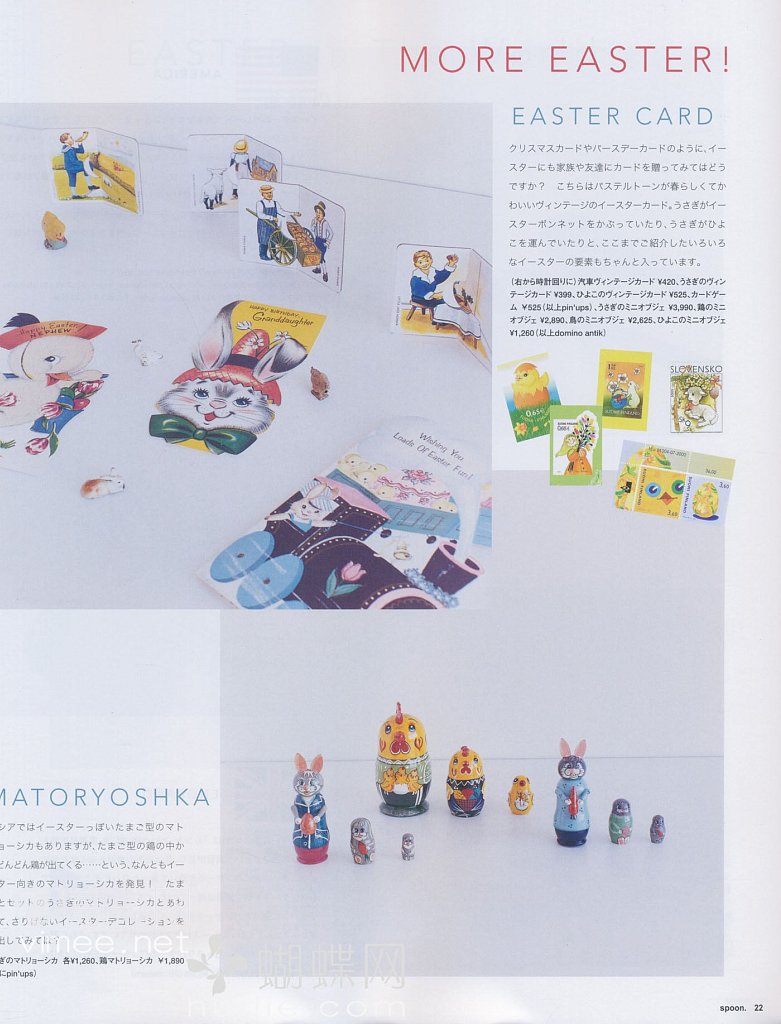 MORE EASTER!
EASTER CARD
クリスマスカードやバースデーカードのように、イー
スターにも家族や友達にカードを贈ってみてはどう
ですか？　こちらはパステルトーンが春らしくてか
わいいヴィンテージのイースターカード。うさぎがイー
スターボンネットをかぶっていたり、うさぎがひよ
こを運んでいたりと、ここまでご紹介したいろいろ
なイースターの要素もちゃんと入っています。
（右から時計回りに）汽車ヴィンテージカード ¥420、うさぎのヴィン
テージカード ¥399、ひよこのヴィンテージカード ¥525、カードゲー
ム ¥525（以上pin'ups）、うさぎのミニオブジェ ¥3,990、鶏のミニ
オブジェ ¥2,890、鳥のミニオブジェ ¥2,625、ひよこのミニオブジェ
¥1,260（以上domino antik）
Happy Easter
NEPHEW
HAPPY BIRTHDAY
Granddaughter
Wishing You
Loads Of Easter Fun!
0,65€
SUOMI FINLAND
0,68€
SUOMI FINLAND
SLOVENSKO
9
SUOMI FINLAND
3,60
3,60
MATORYOSHKA
シアではイースターっぽいたまご型のマト
ョーシカもありますが、たまご型の鶏の中か
どんどん鶏が出てくる……という、なんともイー
ター向きのマトリョーシカを発見！　たま
とセットのうさぎのマトリョーシカとあわ
て、さりげないイースターデコレーションを
出してみては？
ぎのマトリョーシカ 各¥1,260、鶏マトリョーシカ ¥1,890
にpin'ups）
vimee.net
蝴蝶网
spoon. 22